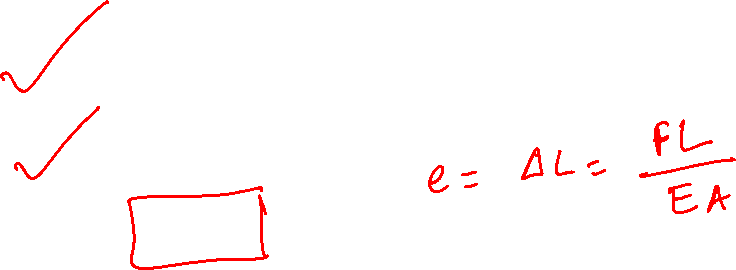 e = ΔL = FL/EA